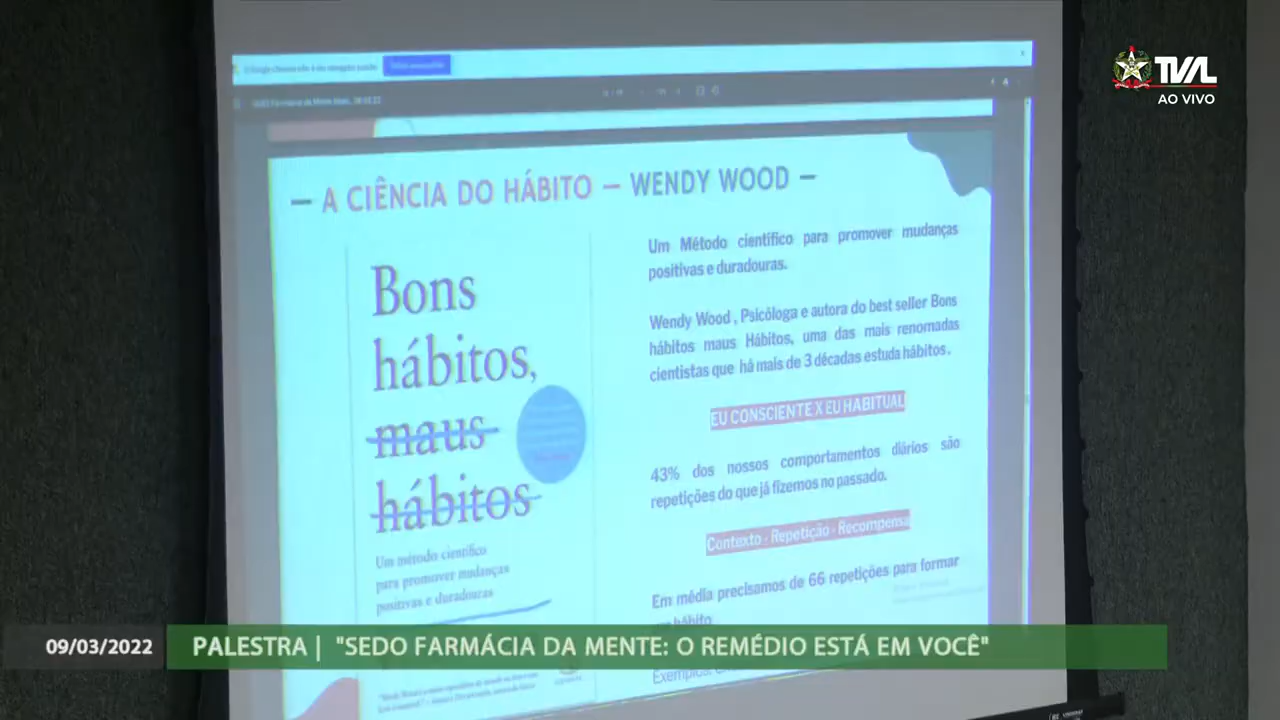 TVAL
AO VIVO
— A CIÊNCIA DO HÁBITO — WENDY WOOD —
Bons
hábitos,
maus
hábitos
Um método científico
para promover mudanças
positivas e duradouras
Um Método científico para promover mudanças
positivas e duradouras.
Wendy Wood , Psicóloga e autora do best seller Bons
hábitos maus Hábitos, uma das mais renomadas
cientistas que há mais de 3 décadas estuda hábitos.
EU CONSCIENTE X EU HABITUAL
43% dos nossos comportamentos diários são
repetições do que já fizemos no passado.
Contexto - Repetição - Recompensa
Em média precisamos de 66 repetições para formar
hábito
09/03/2022
PALESTRA | "SEDO FARMÁCIA DA MENTE: O REMÉDIO ESTÁ EM VOCÊ"